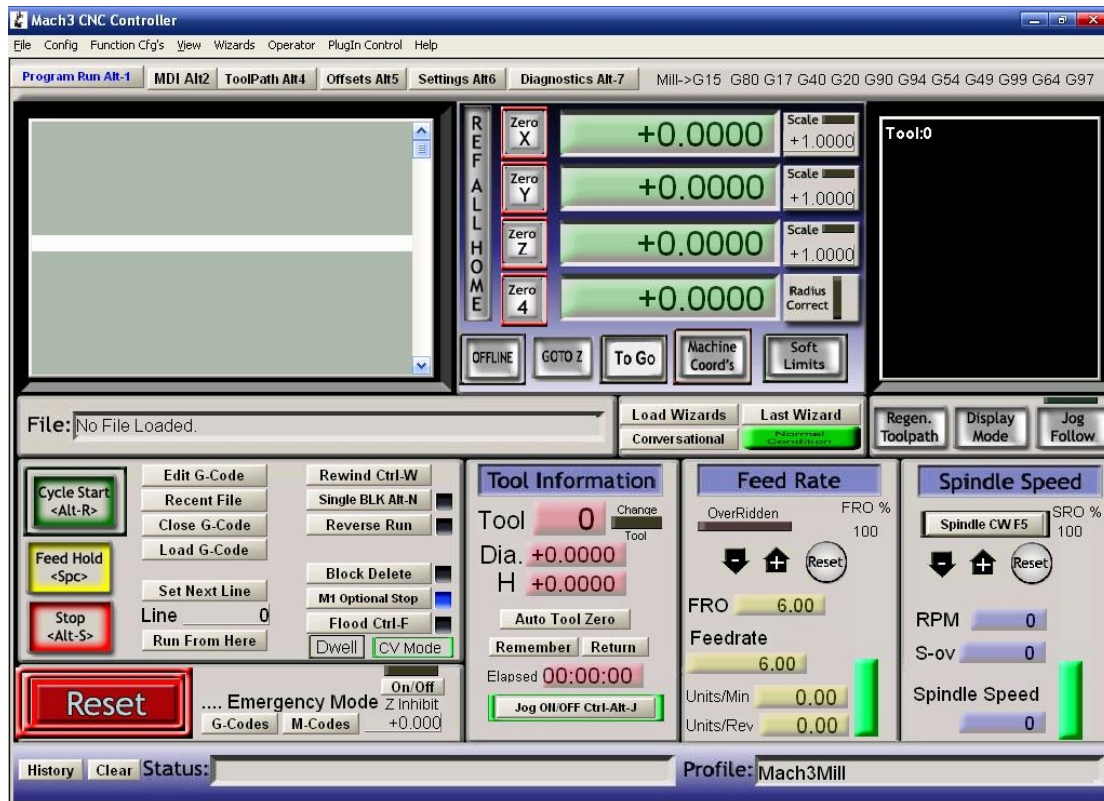 Mach3 CNC Controller
File Config Function Cfg's View Wizards Operator PlugIn Control Help
Program Run Alt-1 MDI Alt2 ToolPath Alt4 Offsets Alt5 Settings Alt6 Diagnostics Alt-7 Mill->G15 G80 G17 G40 G20 G90 G94 G54 G49 G99 G64 G97
REF ALL HOME
Zero X +0.0000 Scale +1.0000
Zero Y +0.0000 Scale +1.0000
Zero Z +0.0000 Scale +1.0000
Zero 4 +0.0000 Radius Correct
OFFLINE GOTO Z To Go Machine Coord's Soft Limits
Tool:0
File: No File Loaded.
Load Wizards Last Wizard
Conversational Normal Condition
Regen. Toolpath Display Mode Jog Follow
Cycle Start <Alt-R>
Feed Hold <Spc>
Stop <Alt-S>
Edit G-Code
Recent File
Close G-Code
Load G-Code
Set Next Line
Line 0
Run From Here
Rewind Ctrl-W
Single BLK Alt-N
Reverse Run
Block Delete
M1 Optional Stop
Flood Ctrl-F
Dwell CV Mode
Reset
.... Emergency Mode
G-Codes M-Codes
On/Off
Z Inhibit
+0.000
Tool Information
Tool 0 Change Tool
Dia. +0.0000
H +0.0000
Auto Tool Zero
Remember Return
Elapsed 00:00:00
Jog ON/OFF Ctrl-Alt-J
Feed Rate
OverRidden FRO % 100
Reset
FRO 6.00
Feedrate
6.00
Units/Min 0.00
Units/Rev 0.00
Spindle Speed
Spindle CW F5 SRO % 100
Reset
RPM 0
S-ov 0
Spindle Speed
0
History Clear Status: Profile: Mach3Mill